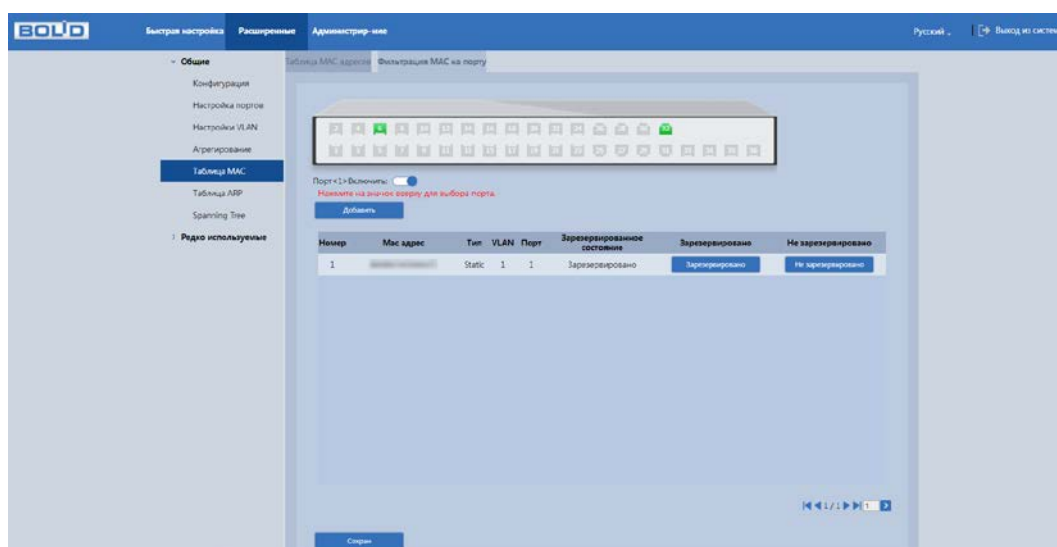 BOLID Быстрая настройка Расширенные Администрир-ние Русский Выход из систем
Общие
Таблица MAC адресов Фильтрация MAC на порту
Конфигурация
Настройка портов
Настройки VLAN
Агрегирование
Таблица MAC
Таблица ARP
Spanning Tree
Редко используемые
Порт<1>Включить:
Нажмите на значок вверху для выбора порта.
Добавить
Номер Mac адрес Тип VLAN Порт Зарезервированное состояние Зарезервировано Не зарезервировано
1 Static 1 1 Зарезервировано Зарезервировано Не зарезервировано
1/1 1
Сохран